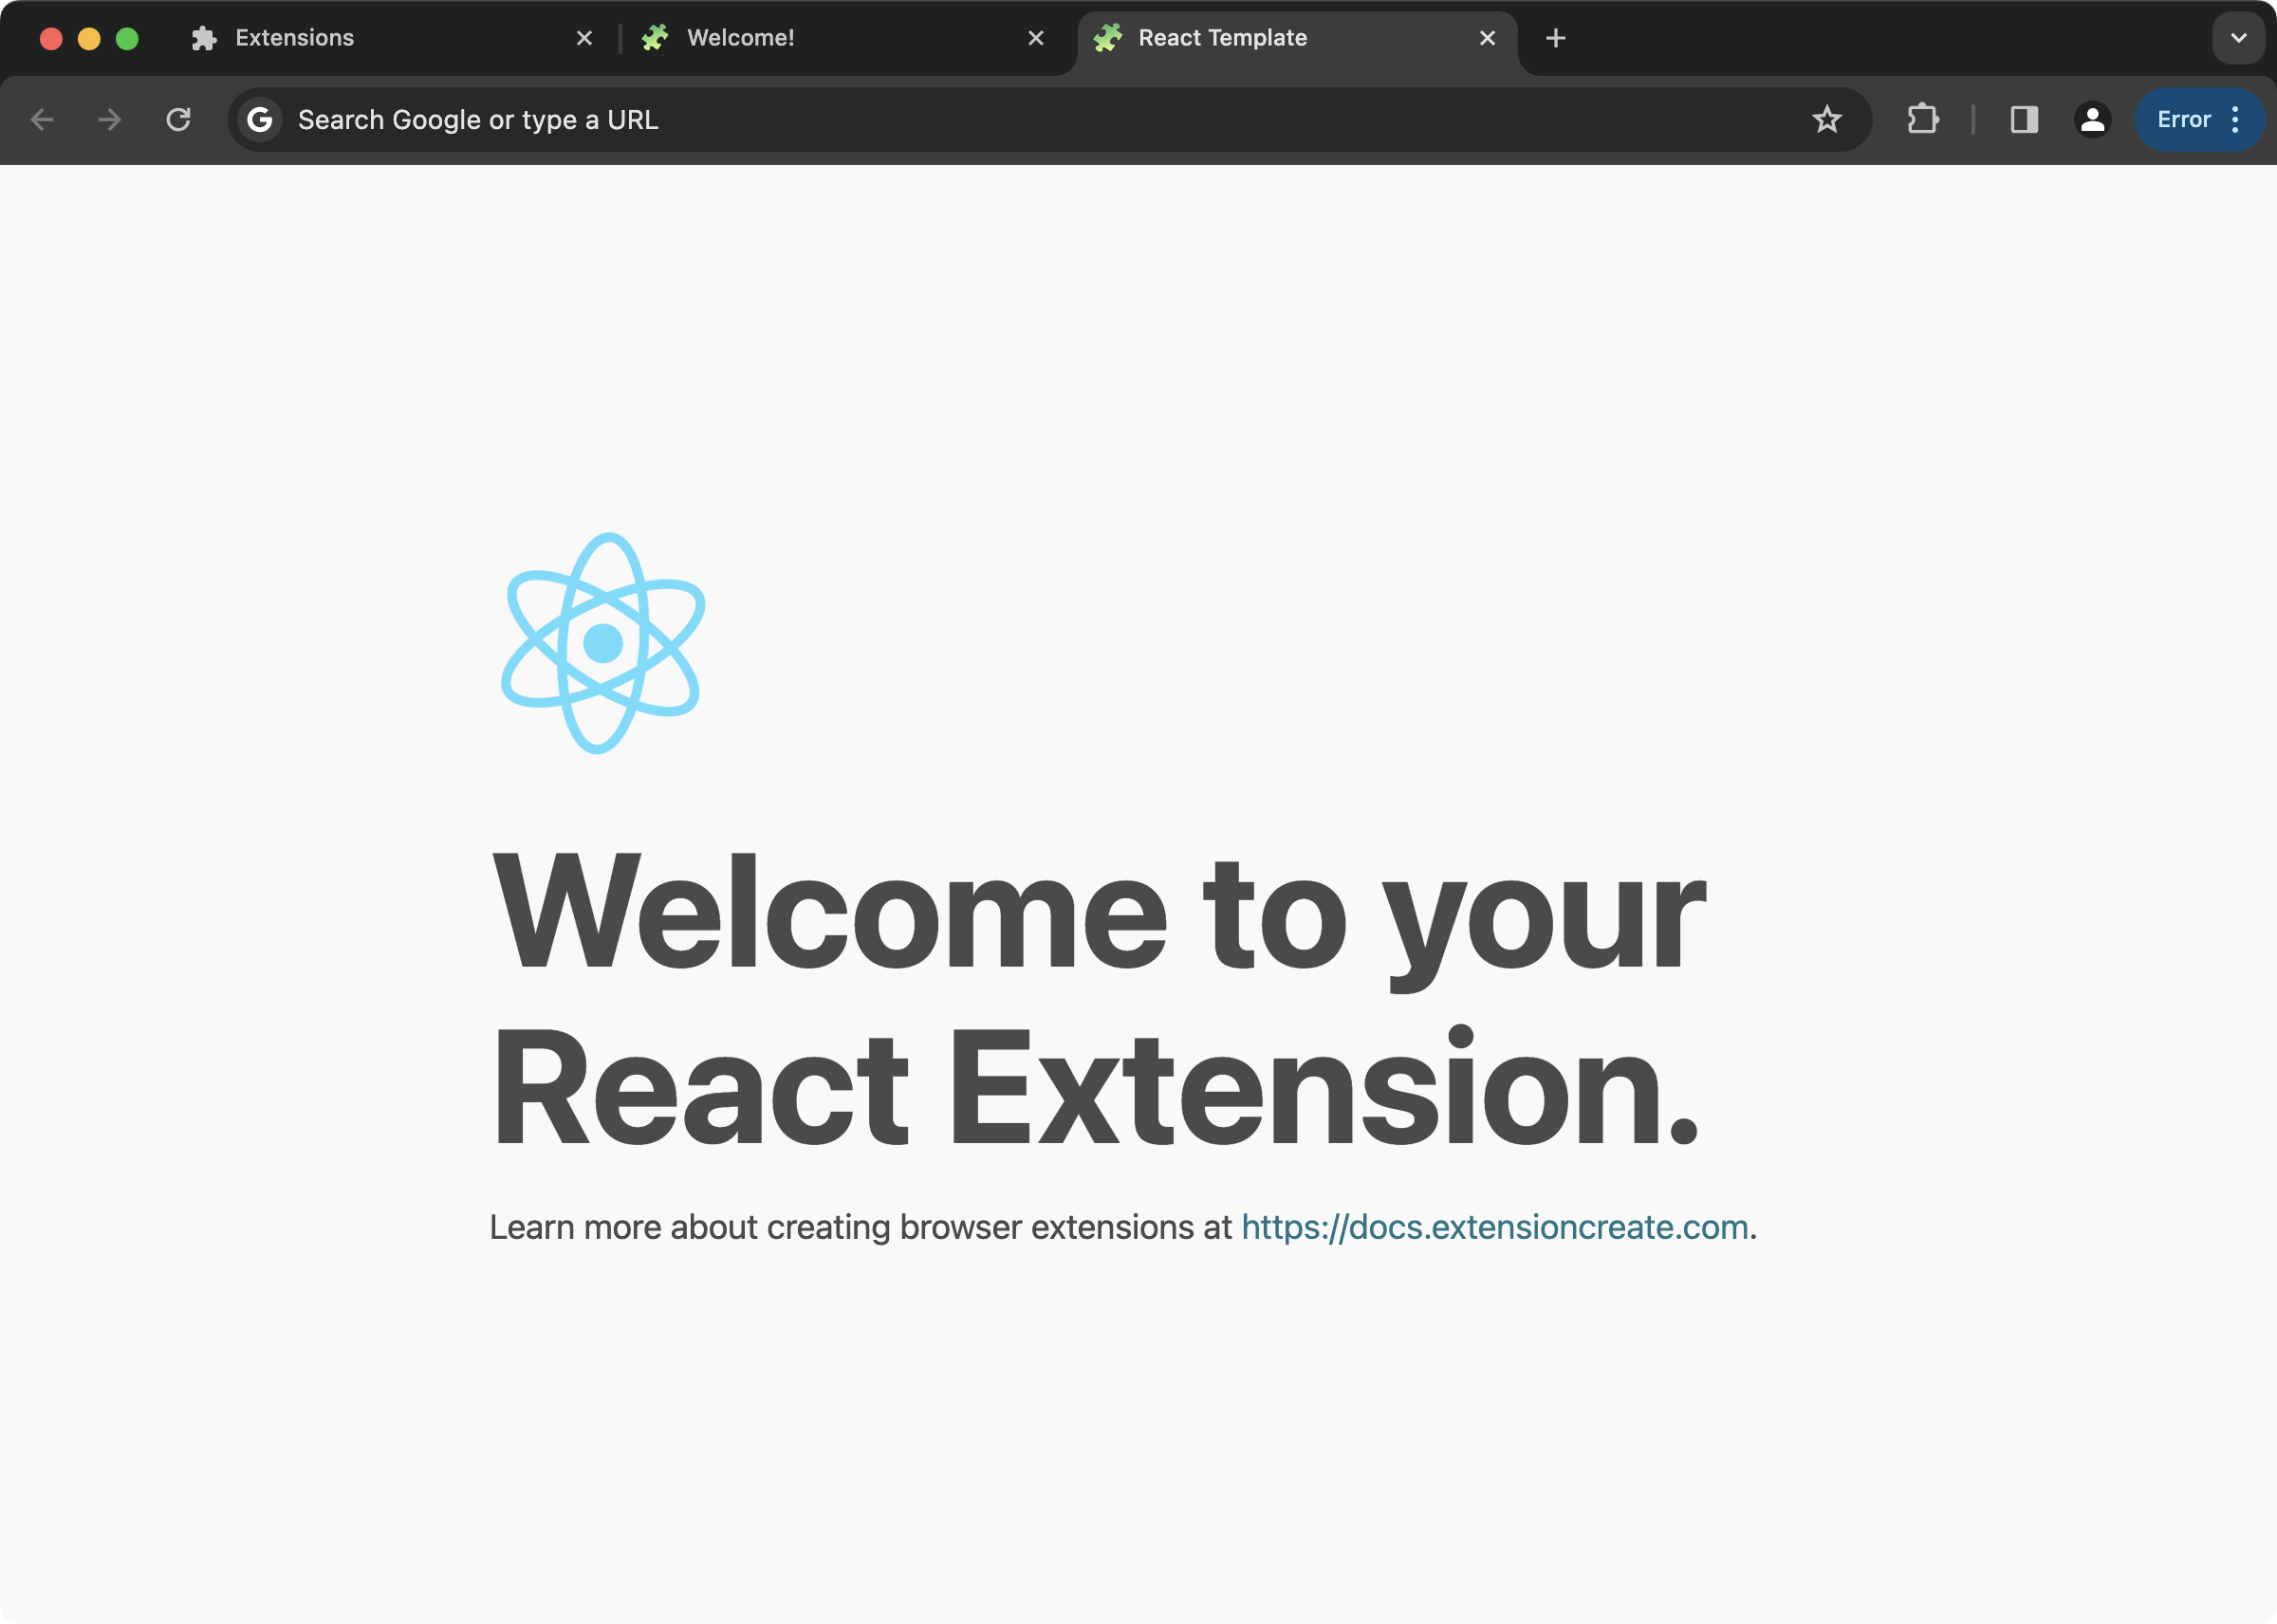 Extensions
Welcome!
React Template
Search Google or type a URL
Error
Welcome to your
React Extension.
Learn more about creating browser extensions at https://docs.extensioncreate.com.